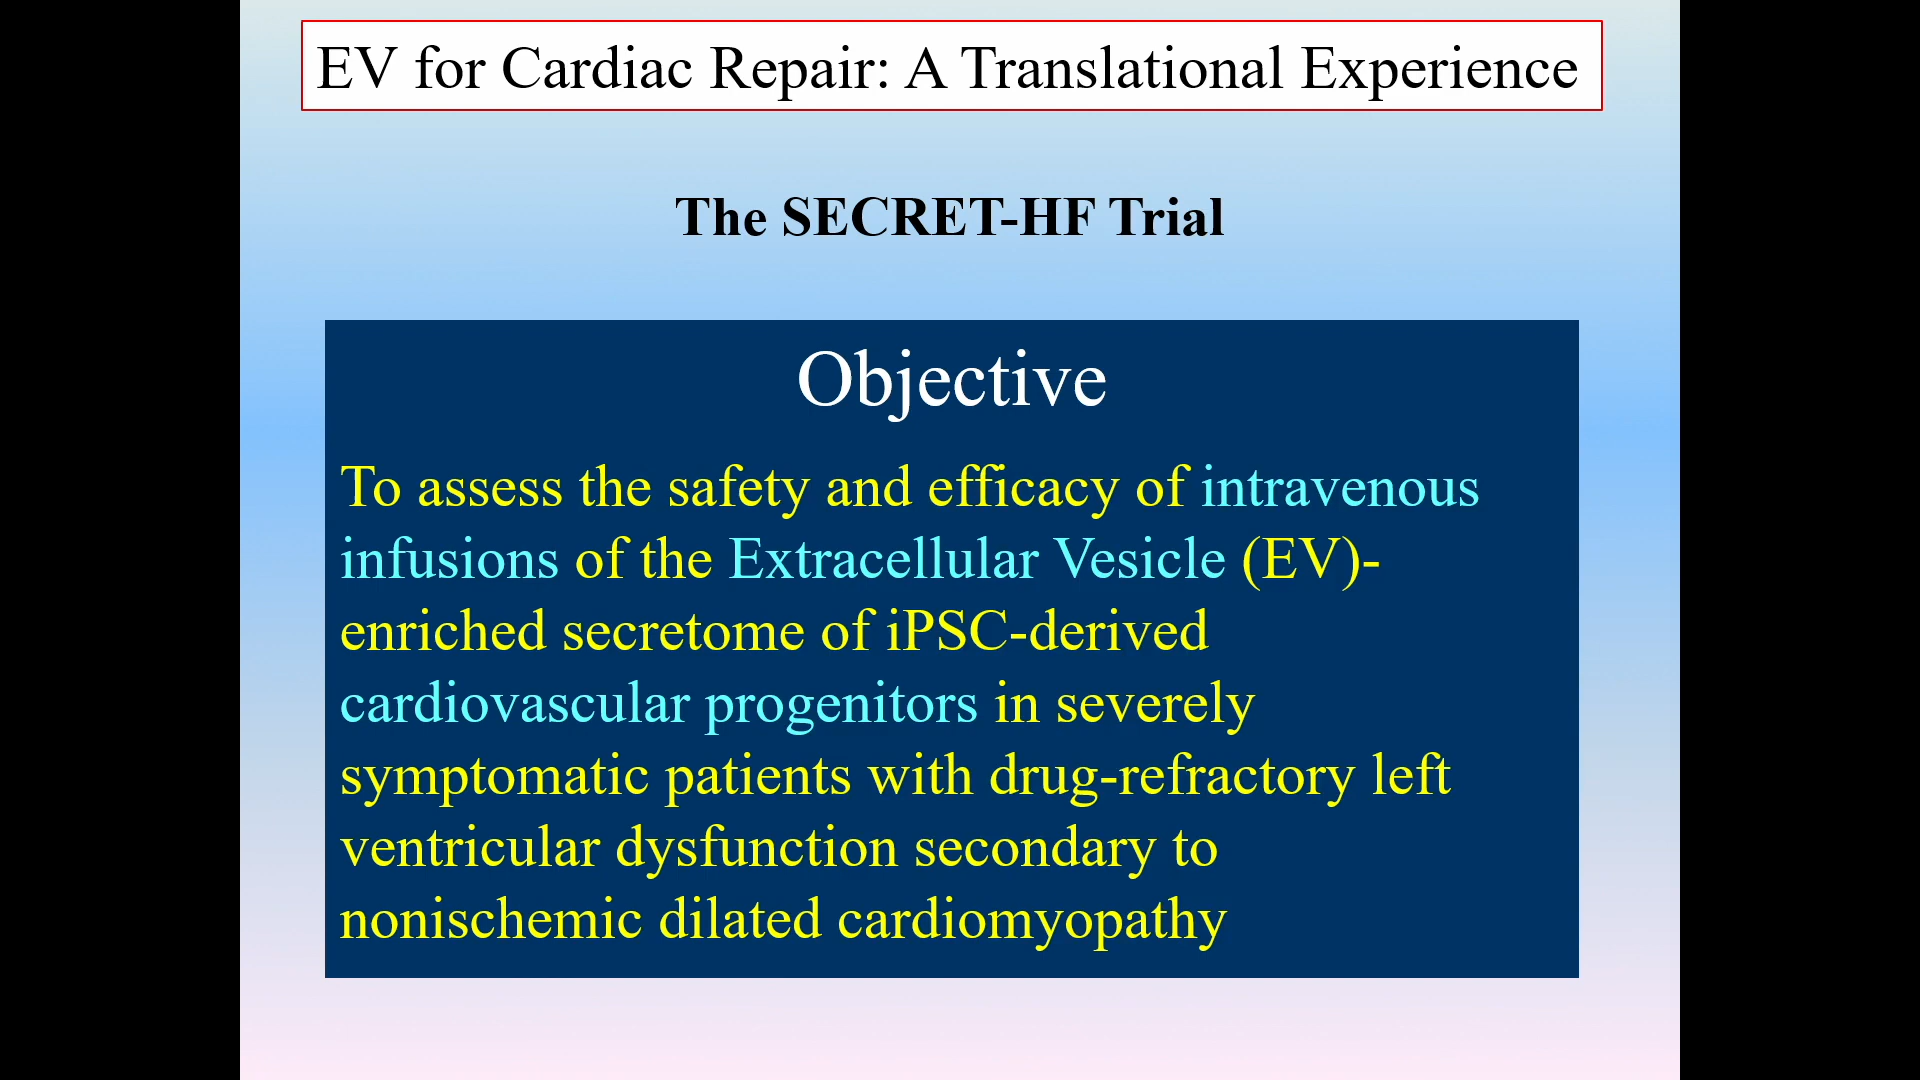 EV for Cardiac Repair: A Translational Experience
The SECRET-HF Trial
Objective
To assess the safety and efficacy of intravenous
infusions of the Extracellular Vesicle (EV)-
enriched secretome of iPSC-derived
cardiovascular progenitors in severely
symptomatic patients with drug-refractory left
ventricular dysfunction secondary to
nonischemic dilated cardiomyopathy